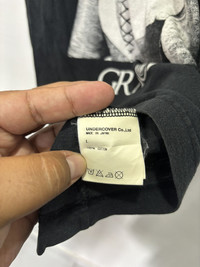 GR
UNDERCOVER Co.,Ltd
MADE IN JAPAN
L